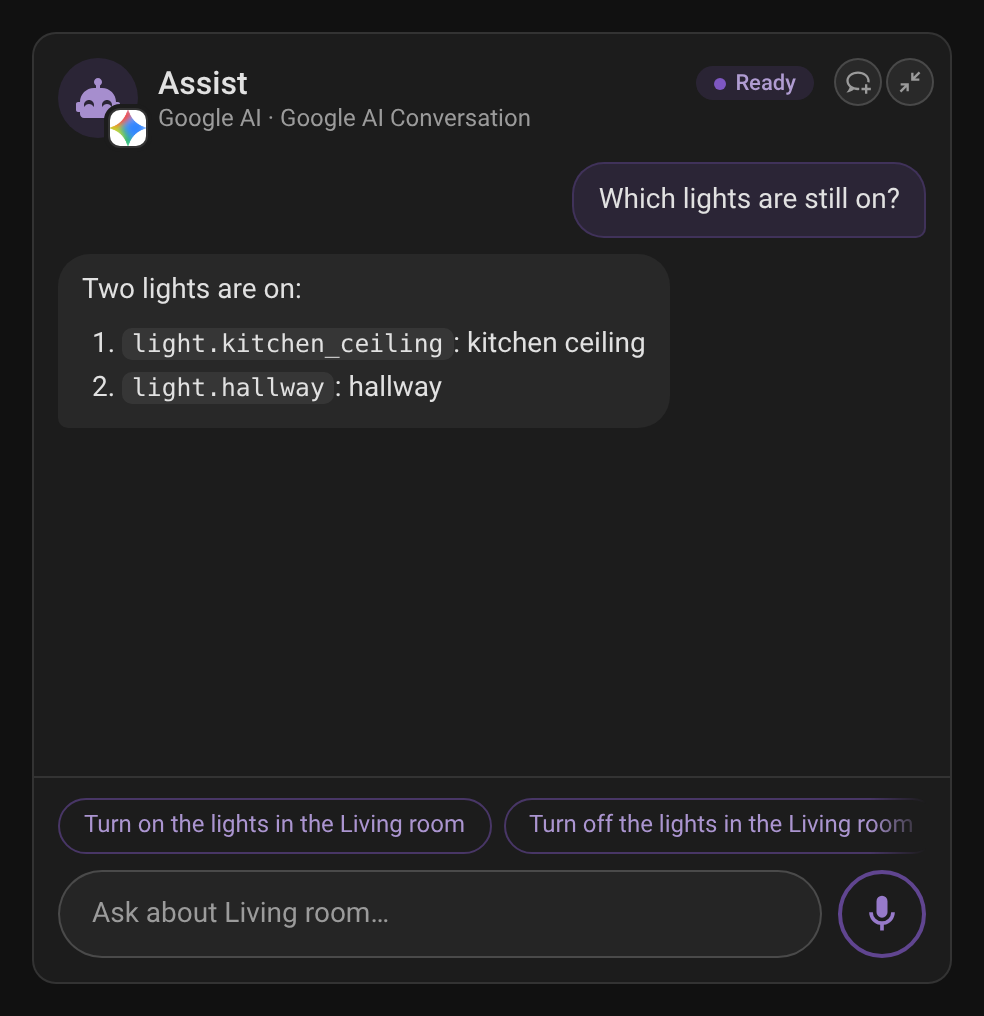 Assist
Google AI · Google AI Conversation
Ready
Which lights are still on?
Two lights are on:
1. light.kitchen_ceiling: kitchen ceiling
2. light.hallway: hallway
Turn on the lights in the Living room
Turn off the lights in the Living room
Ask about Living room…